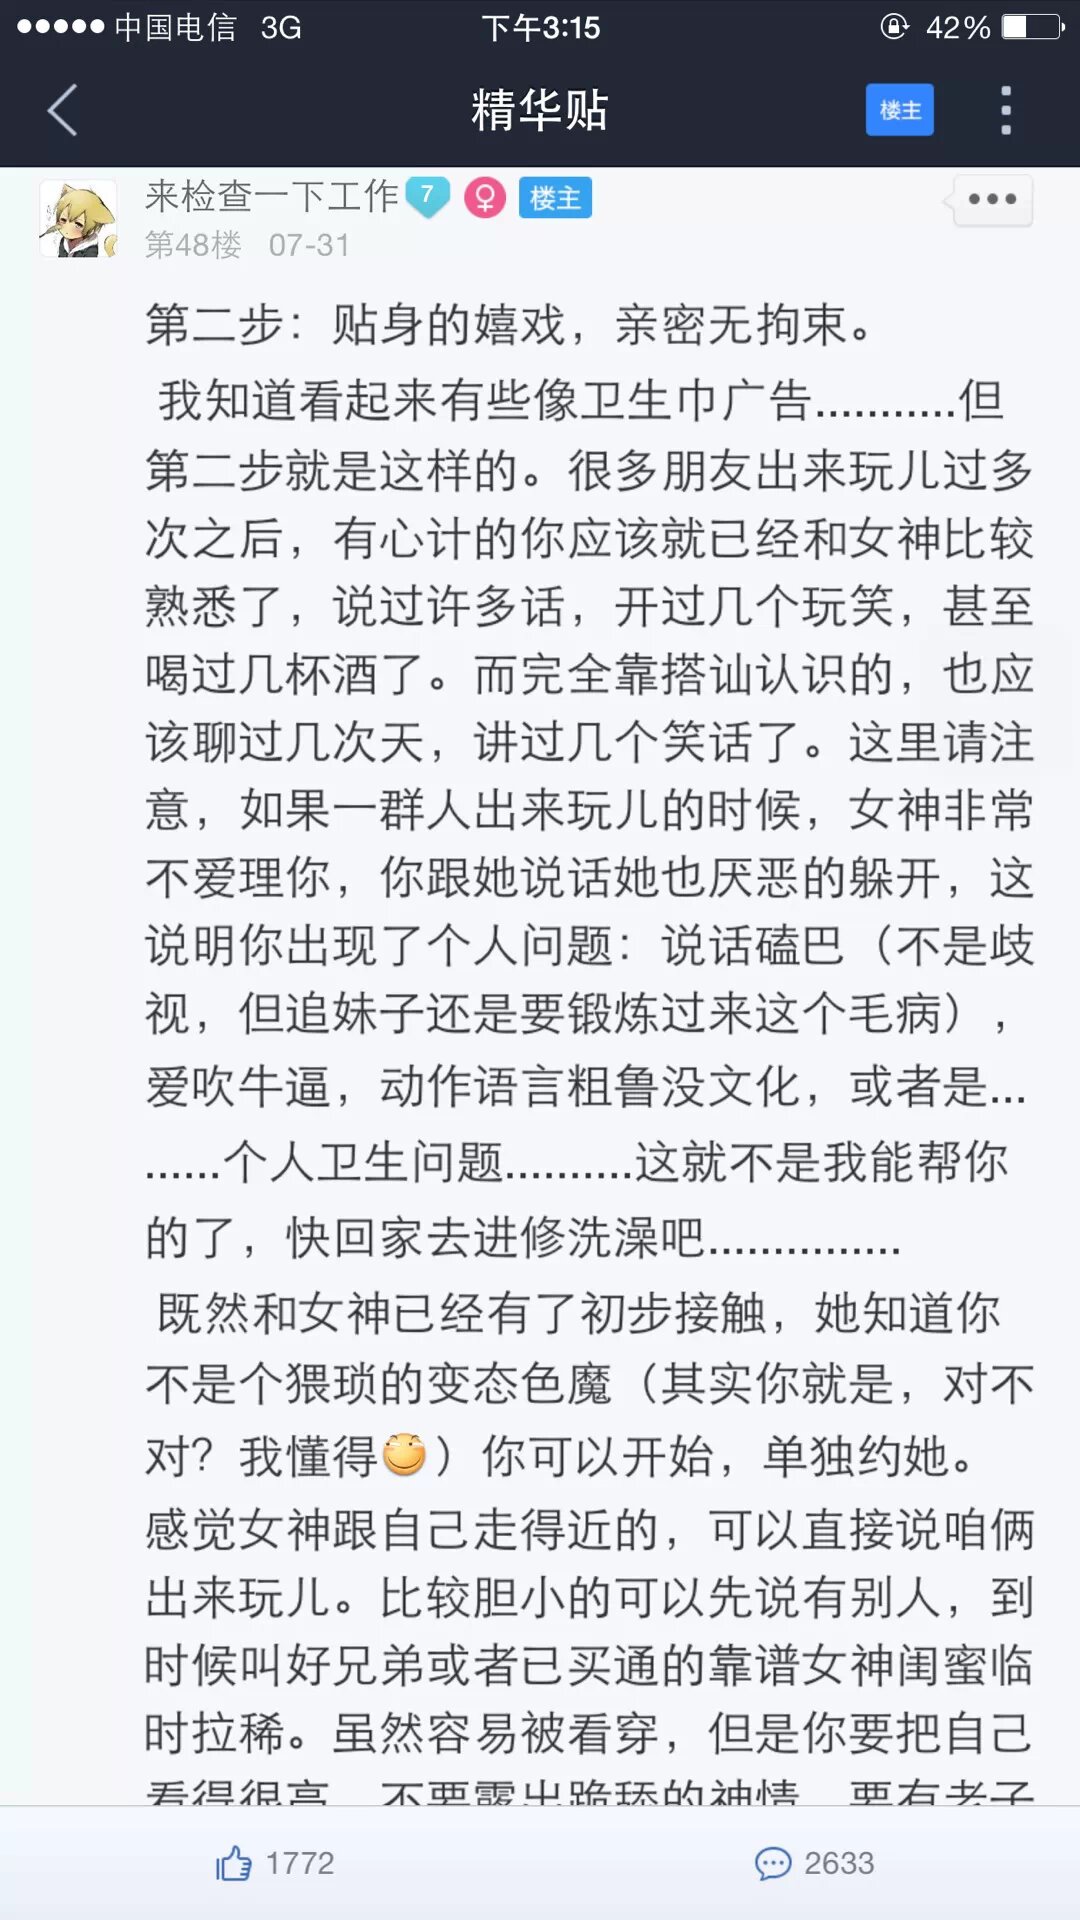 中国电信 3G 下午3:15 42%
精华贴 楼主
来检查一下工作 7 楼主
第48楼 07-31
第二步：贴身的嬉戏，亲密无拘束。
我知道看起来有些像卫生巾广告...........但
第二步就是这样的。很多朋友出来玩儿过多
次之后，有心计的你应该就已经和女神比较
熟悉了，说过许多话，开过几个玩笑，甚至
喝过几杯酒了。而完全靠搭讪认识的，也应
该聊过几次天，讲过几个笑话了。这里请注
意，如果一群人出来玩儿的时候，女神非常
不爱理你，你跟她说话她也厌恶的躲开，这
说明你出现了个人问题：说话磕巴（不是歧
视，但追妹子还是要锻炼过来这个毛病），
爱吹牛逼，动作语言粗鲁没文化，或者是...
......个人卫生问题..........这就不是我能帮你
的了，快回家去进修洗澡吧...............
既然和女神已经有了初步接触，她知道你
不是个猥琐的变态色魔（其实你就是，对不
对？我懂得）你可以开始，单独约她。
感觉女神跟自己走得近的，可以直接说咱俩
出来玩儿。比较胆小的可以先说有别人，到
时候叫好兄弟或者已买通的靠谱女神闺蜜临
时拉稀。虽然容易被看穿，但是你要把自己
看得很高，不要露出跪舔的神情，要有老子
1772 2633